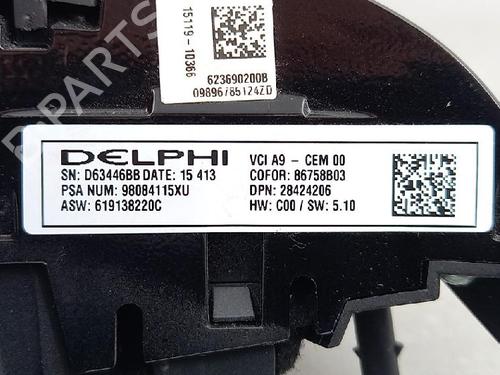 15119-1D366
623690200B
09896785124ZD
DELPHI
VCI A9 - CEM 00
SN: D63446BB DATE: 15 413
COFOR: 86758B03
PSA NUM: 98084115XU
DPN: 28424206
ASW: 619138220C
HW: C00 / SW: 5.10